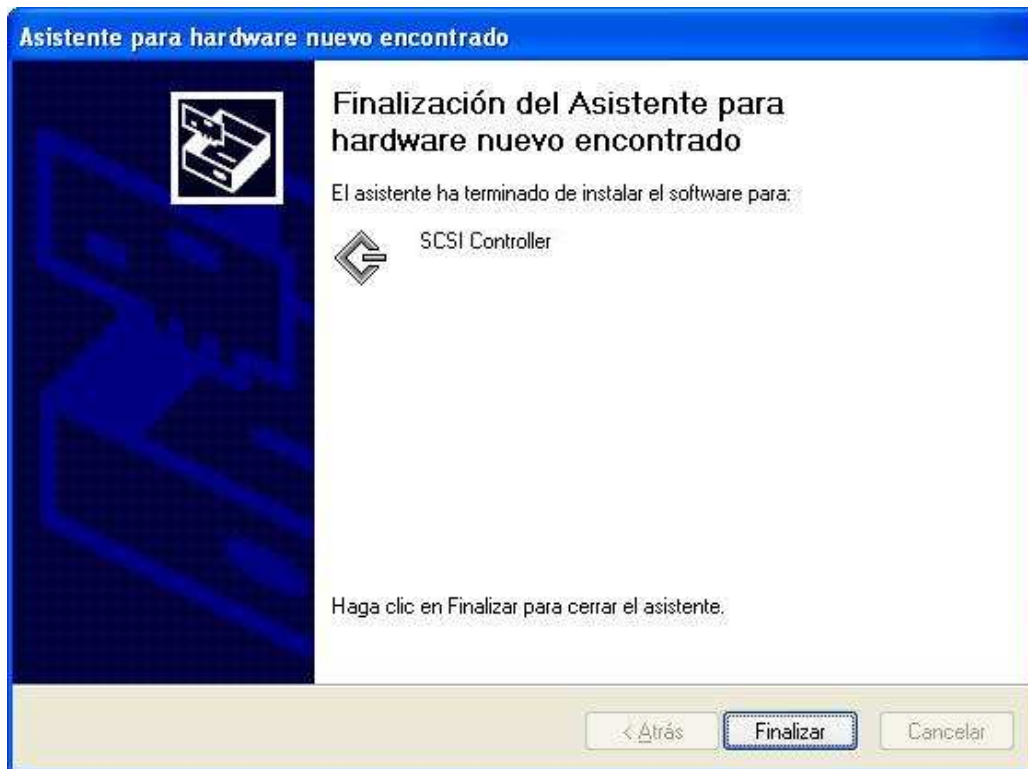 Asistente para hardware nuevo encontrado
Finalización del Asistente para
hardware nuevo encontrado
El asistente ha terminado de instalar el software para:
SCSI Controller
Haga clic en Finalizar para cerrar el asistente.
< Atrás
Finalizar
Cancelar